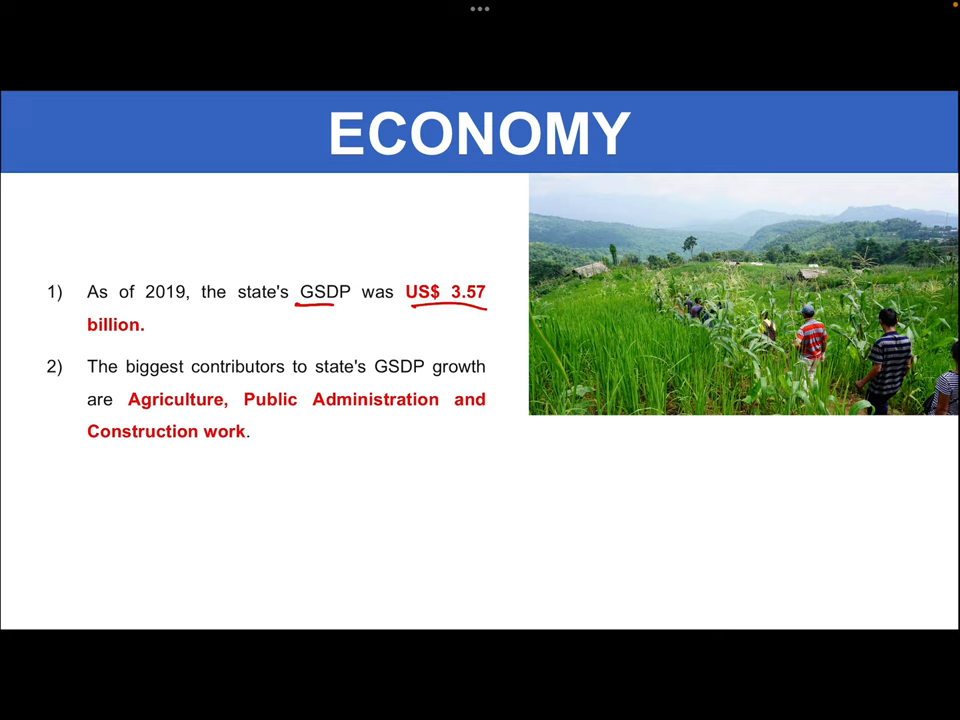 ECONOMY
1) As of 2019, the state's GSDP was US$ 3.57
billion.
2) The biggest contributors to state's GSDP growth
are Agriculture, Public Administration and
Construction work.